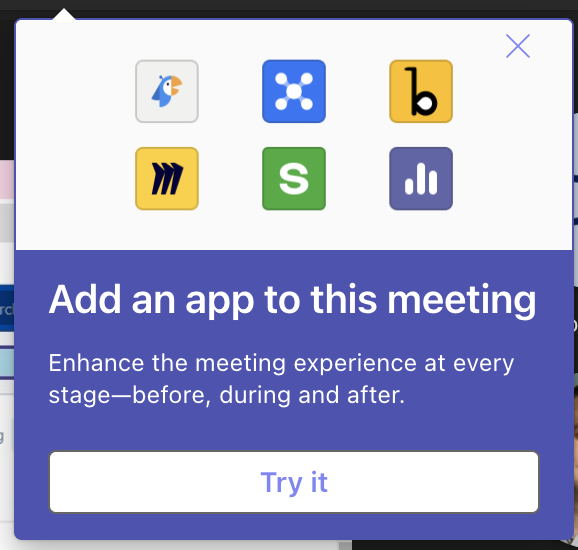 b
S
Add an app to this meeting
Enhance the meeting experience at every
stage—before, during and after.
Try it